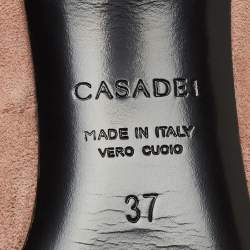 CASADEI
MADE IN ITALY
VERO CUOIO
37